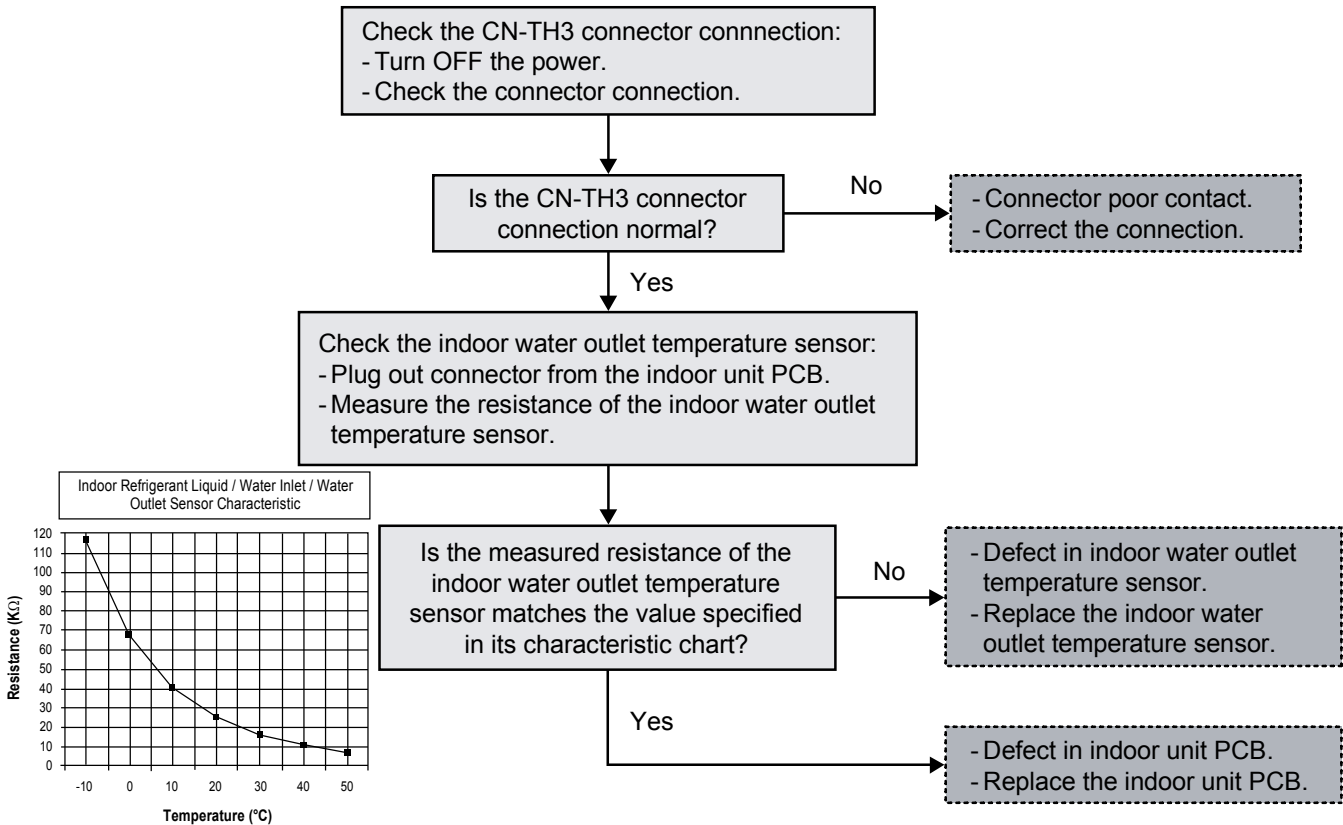 Check the CN-TH3 connector connnection:
- Turn OFF the power.
- Check the connector connection.
Is the CN-TH3 connector
connection normal?
No
- Connector poor contact.
- Correct the connection.
Yes
Check the indoor water outlet temperature sensor:
- Plug out connector from the indoor unit PCB.
- Measure the resistance of the indoor water outlet
temperature sensor.
Indoor Refrigerant Liquid / Water Inlet / Water
Outlet Sensor Characteristic
120
110
100
90
80
70
60
50
40
30
20
10
0
Resistance (KΩ)
-10 0 10 20 30 40 50
Temperature (°C)
Is the measured resistance of the
indoor water outlet temperature
sensor matches the value specified
in its characteristic chart?
No
- Defect in indoor water outlet
temperature sensor.
- Replace the indoor water
outlet temperature sensor.
Yes
- Defect in indoor unit PCB.
- Replace the indoor unit PCB.